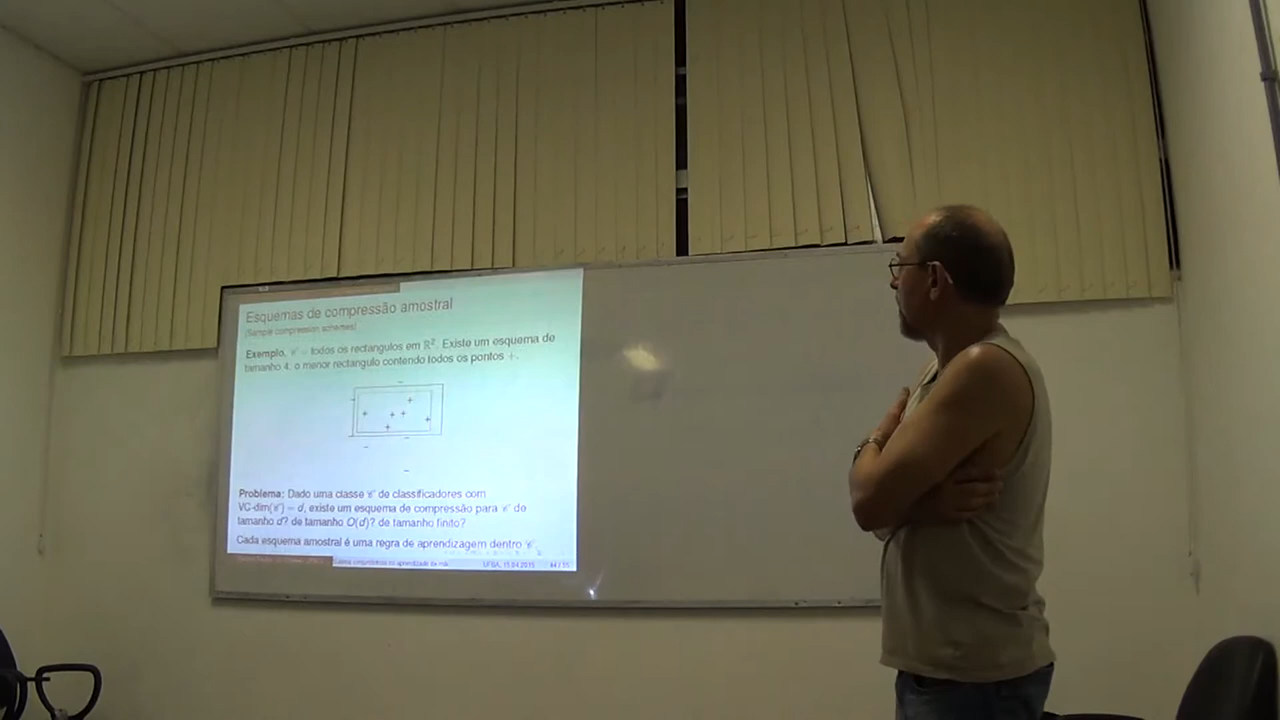 Esquemas de compressão amostral
(Sample compression schemes)
Exemplo. 𝒞 = todos os rectangulos em ℝ². Existe um esquema de
tamanho 4: o menor rectangulo contendo todos os pontos +.
Problema: Dado uma classe 𝒞 de classificadores com
VC-dim(𝒞) = d, existe um esquema de compressão para 𝒞 de
tamanho d? de tamanho O(d)? de tamanho finito?
Cada esquema amostral é uma regra de aprendizagem dentro 𝒞.
UFBA, 15.04.2015 44 / 55